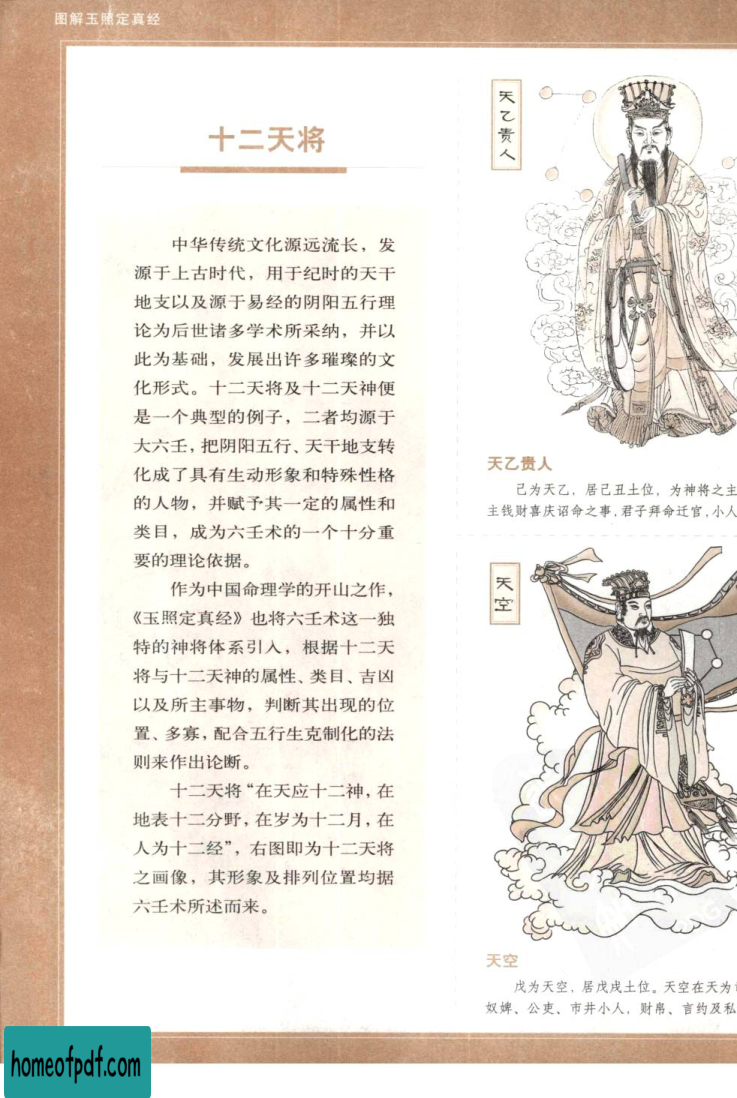 图解玉照定真经
十二天将
中华传统文化源远流长，发
源于上古时代，用于纪时的天干
地支以及源于易经的阴阳五行理
论为后世诸多学术所采纳，并以
此为基础，发展出许多璀璨的文
化形式。十二天将及十二天神便
是一个典型的例子，二者均源于
大六壬，把阴阳五行、天干地支转
化成了具有生动形象和特殊性格
的人物，并赋予其一定的属性和
类目，成为六壬术的一个十分重
要的理论依据。
作为中国命理学的开山之作，
《玉照定真经》也将六壬术这一独
特的神将体系引入，根据十二天
将与十二天神的属性、类目、吉凶
以及所主事物，判断其出现的位
置、多寡，配合五行生克制化的法
则来作出论断。
十二天将“在天应十二神，在
地表十二分野，在岁为十二月，在
人为十二经”，右图即为十二天将
之画像，其形象及排列位置均据
六壬术所述而来。
天乙贵人
天乙贵人
己为天乙，居己丑土位，为神将之主
主钱财喜庆诏命之事，君子拜命迁官，小人
天空
天空
戊为天空，居戊戌土位。天空在天为
奴婢、公吏、市井小人，财帛、言约及私
homeofpdf.com